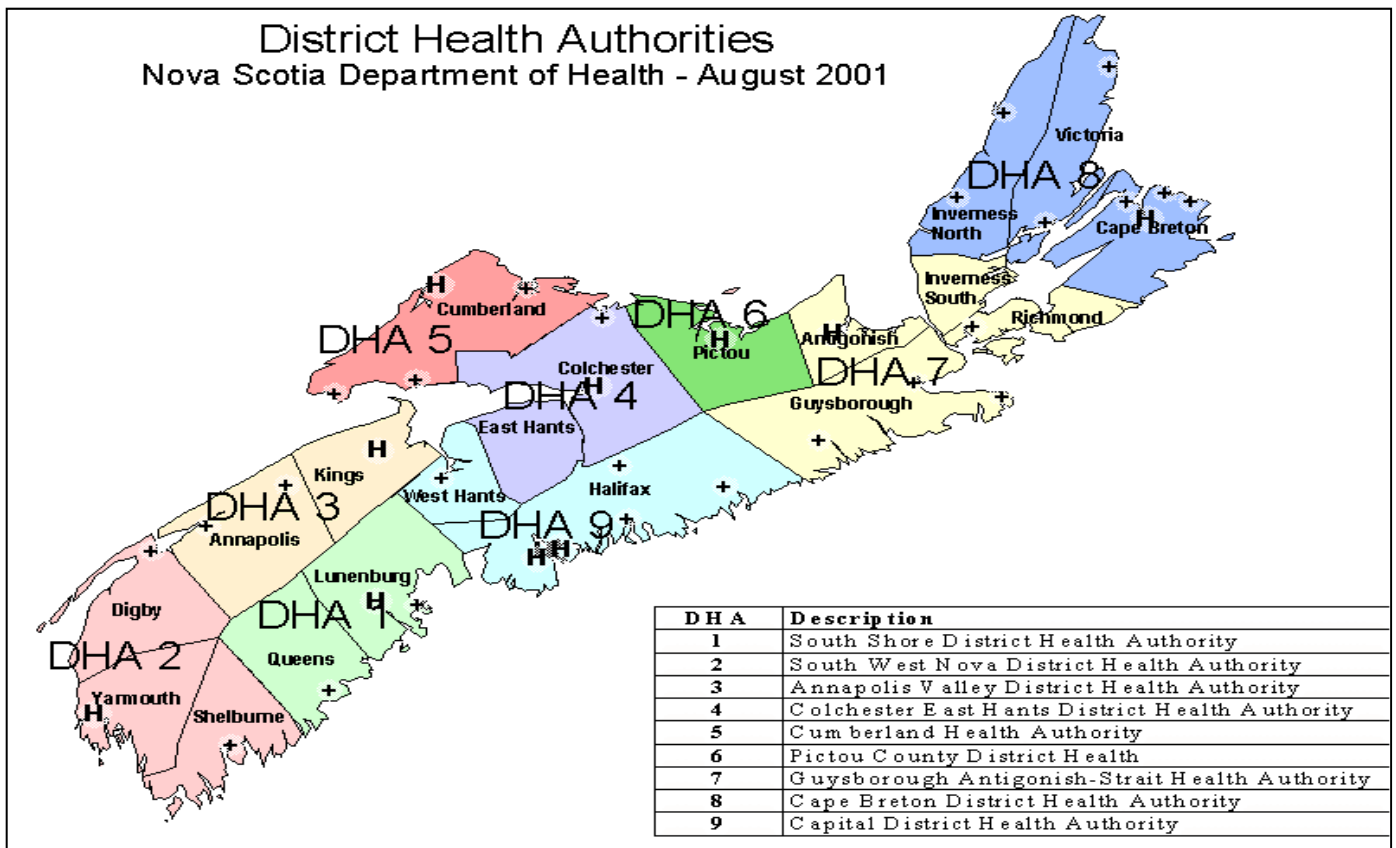 District Health Authorities
Nova Scotia Department of Health - August 2001
Victoria
DHA 8
Inverness
North
Cape Breton
H
Inverness
South
Richmond
H
Cumberland
DHA 5
DHA 6
H
Pictou
Antigonish
H
DHA 7
Guysborough
Colchester
H
DHA 4
East Hants
H
Kings
West Hants
Halifax
DHA 3
Annapolis
DHA 9
H H
Lunenburg
H
DHA 1
Queens
Digby
DHA 2
Yarmouth
H
Shelburne
DHA Description
1 South Shore District Health Authority
2 South West Nova District Health Authority
3 Annapolis Valley District Health Authority
4 Colchester East Hants District Health Authority
5 Cumberland Health Authority
6 Pictou County District Health
7 Guysborough Antigonish-Strait Health Authority
8 Cape Breton District Health Authority
9 Capital District Health Authority